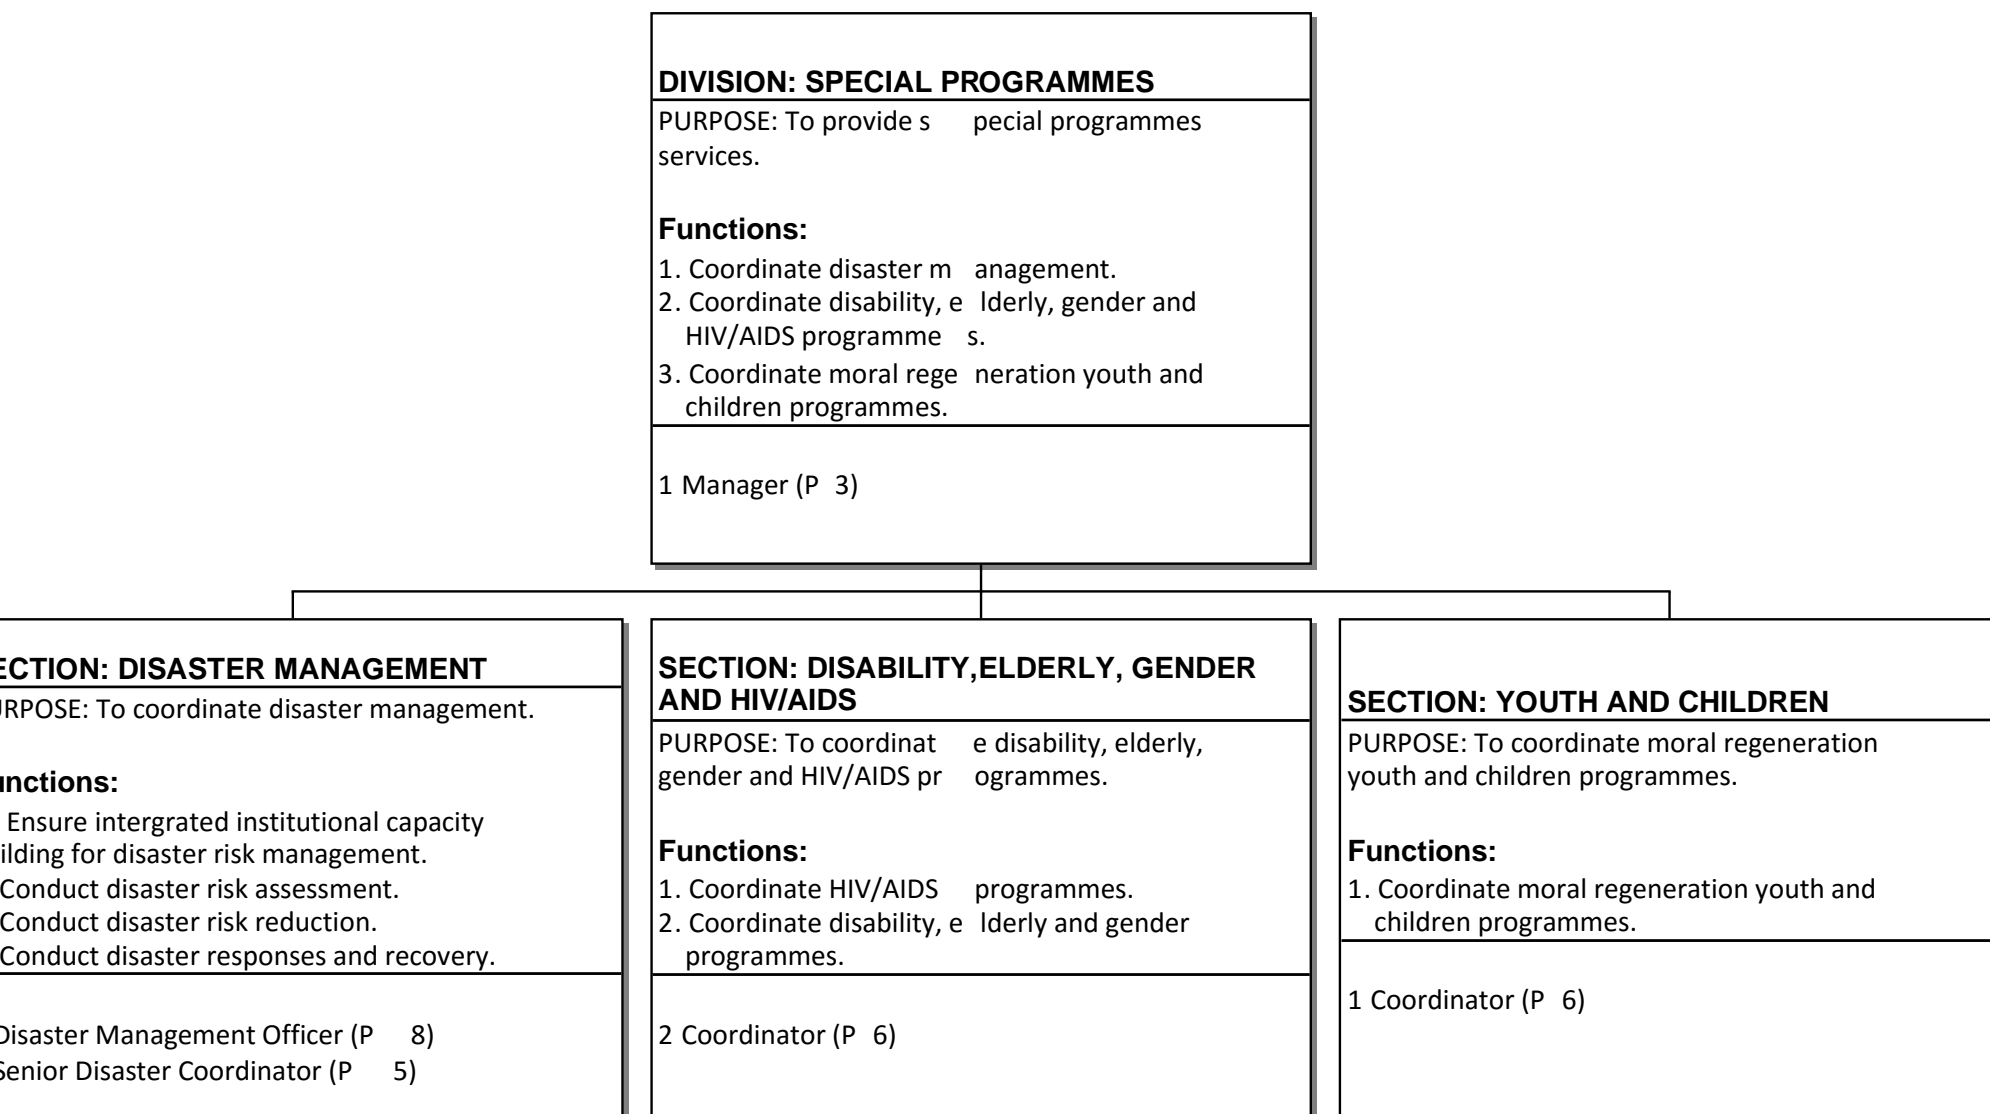 DIVISION: SPECIAL PROGRAMMES
PURPOSE: To provide s pecial programmes
services.
Functions:
1. Coordinate disaster m anagement.
2. Coordinate disability, e lderly, gender and
HIV/AIDS programme s.
3. Coordinate moral rege neration youth and
children programmes.
1 Manager (P 3)
ECTION: DISASTER MANAGEMENT
RPOSE: To coordinate disaster management.
nctions:
Ensure intergrated institutional capacity
ilding for disaster risk management.
Conduct disaster risk assessment.
Conduct disaster risk reduction.
Conduct disaster responses and recovery.
Disaster Management Officer (P 8)
Senior Disaster Coordinator (P 5)
SECTION: DISABILITY,ELDERLY, GENDER
AND HIV/AIDS
PURPOSE: To coordinat e disability, elderly,
gender and HIV/AIDS pr ogrammes.
Functions:
1. Coordinate HIV/AIDS programmes.
2. Coordinate disability, e lderly and gender
programmes.
2 Coordinator (P 6)
SECTION: YOUTH AND CHILDREN
PURPOSE: To coordinate moral regeneration
youth and children programmes.
Functions:
1. Coordinate moral regeneration youth and
children programmes.
1 Coordinator (P 6)